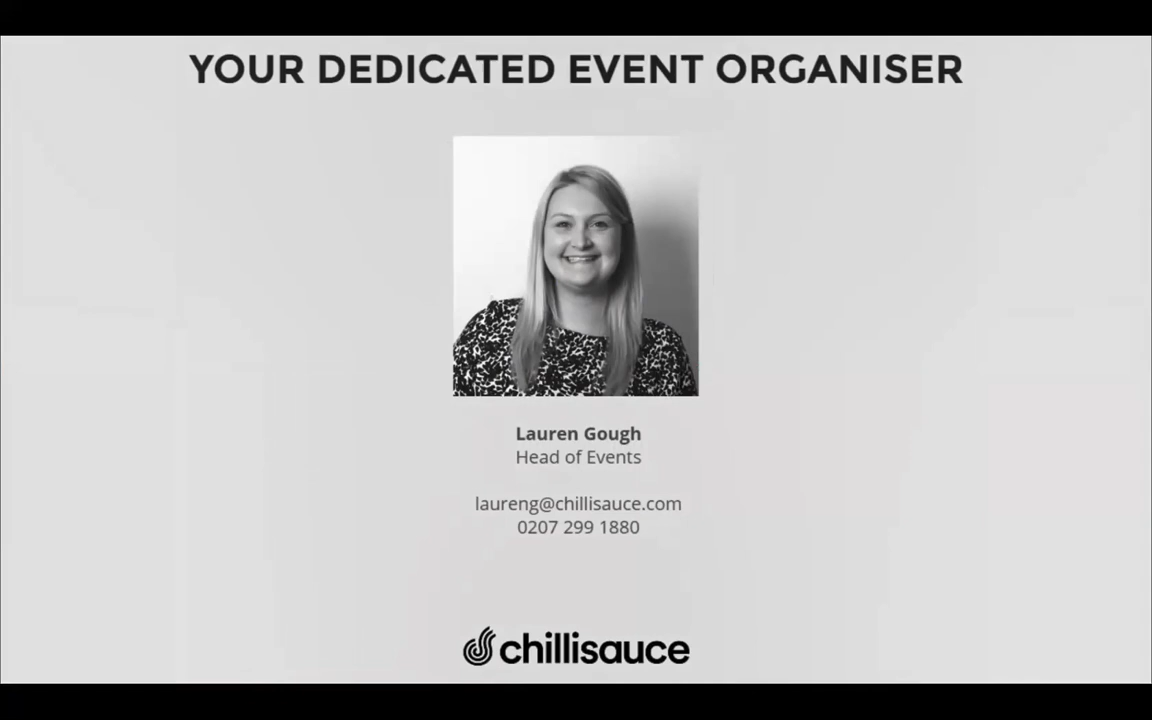 YOUR DEDICATED EVENT ORGANISER
Lauren Gough
Head of Events
laureng@chillisauce.com
0207 299 1880
chillisauce